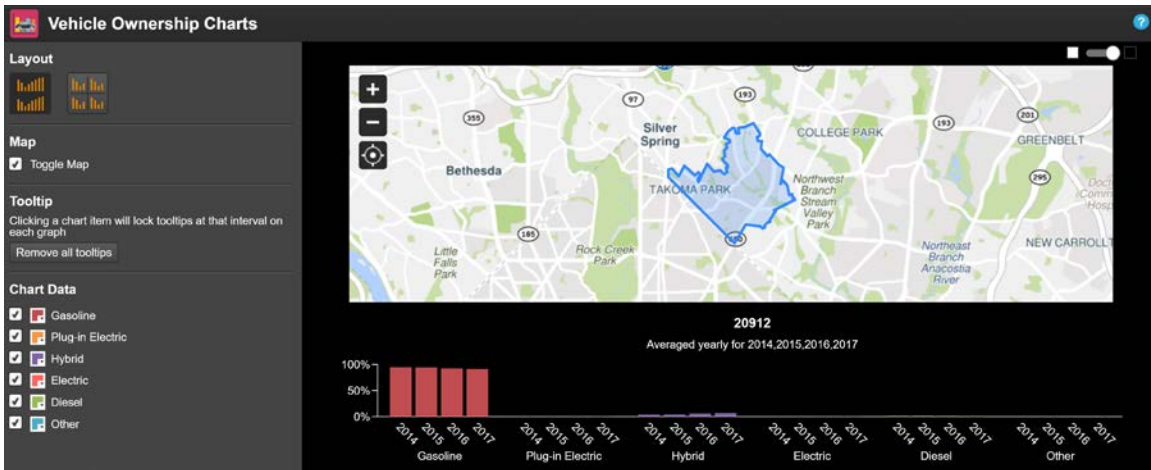 Vehicle Ownership Charts
?
Layout
Map
Toggle Map
Tooltip
Clicking a chart item will lock tooltips at that interval on
each graph
Remove all tooltips
Chart Data
Gasoline
Plug-in Electric
Hybrid
Electric
Diesel
Other
+
−
193
97
193
201
355
Silver
Spring
COLLEGE PARK
GREENBELT
Bethesda
295
TAKOMA PARK
Northwest
Branch
Stream
Valley
Park
185
Little
Falls
Park
Rock Creek
Park
Northeast
Branch
Anacostia
River
NEW CARROLLT
20912
Averaged yearly for 2014,2015,2016,2017
100%
50%
0%
2014 2015 2016 2017 2014 2015 2016 2017 2014 2015 2016 2017 2014 2015 2016 2017 2014 2015 2016 2017 2014 2015 2016 2017
Gasoline Plug-in Electric Hybrid Electric Diesel Other